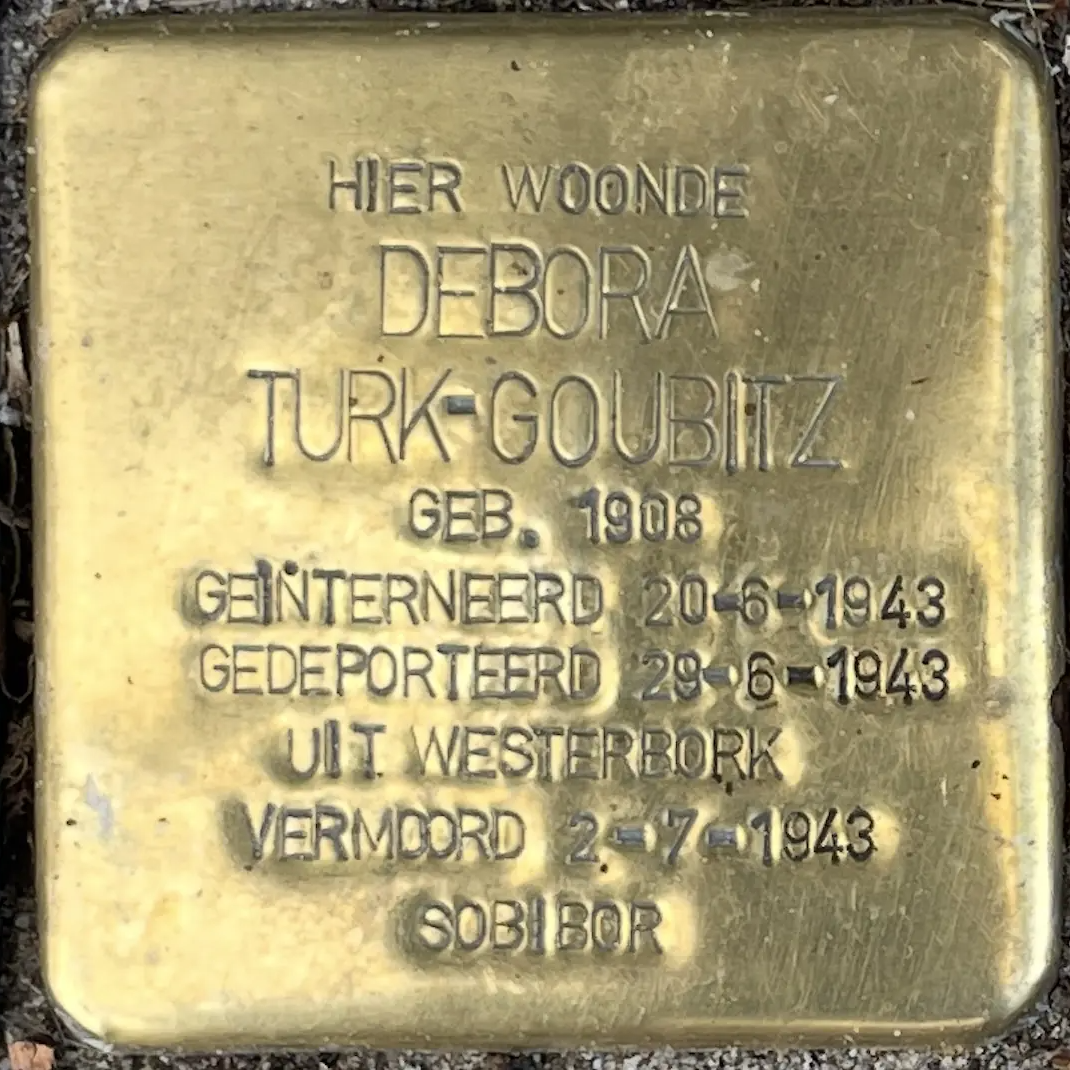 HIER WOONDE
DEBORA
TURK-GOUBITZ
GEB. 1908
GEÏNTERNEERD 20-6-1943
GEDEPORTEERD 29-6-1943
UIT WESTERBORK
VERMOORD 2-7-1943
SOBIBOR